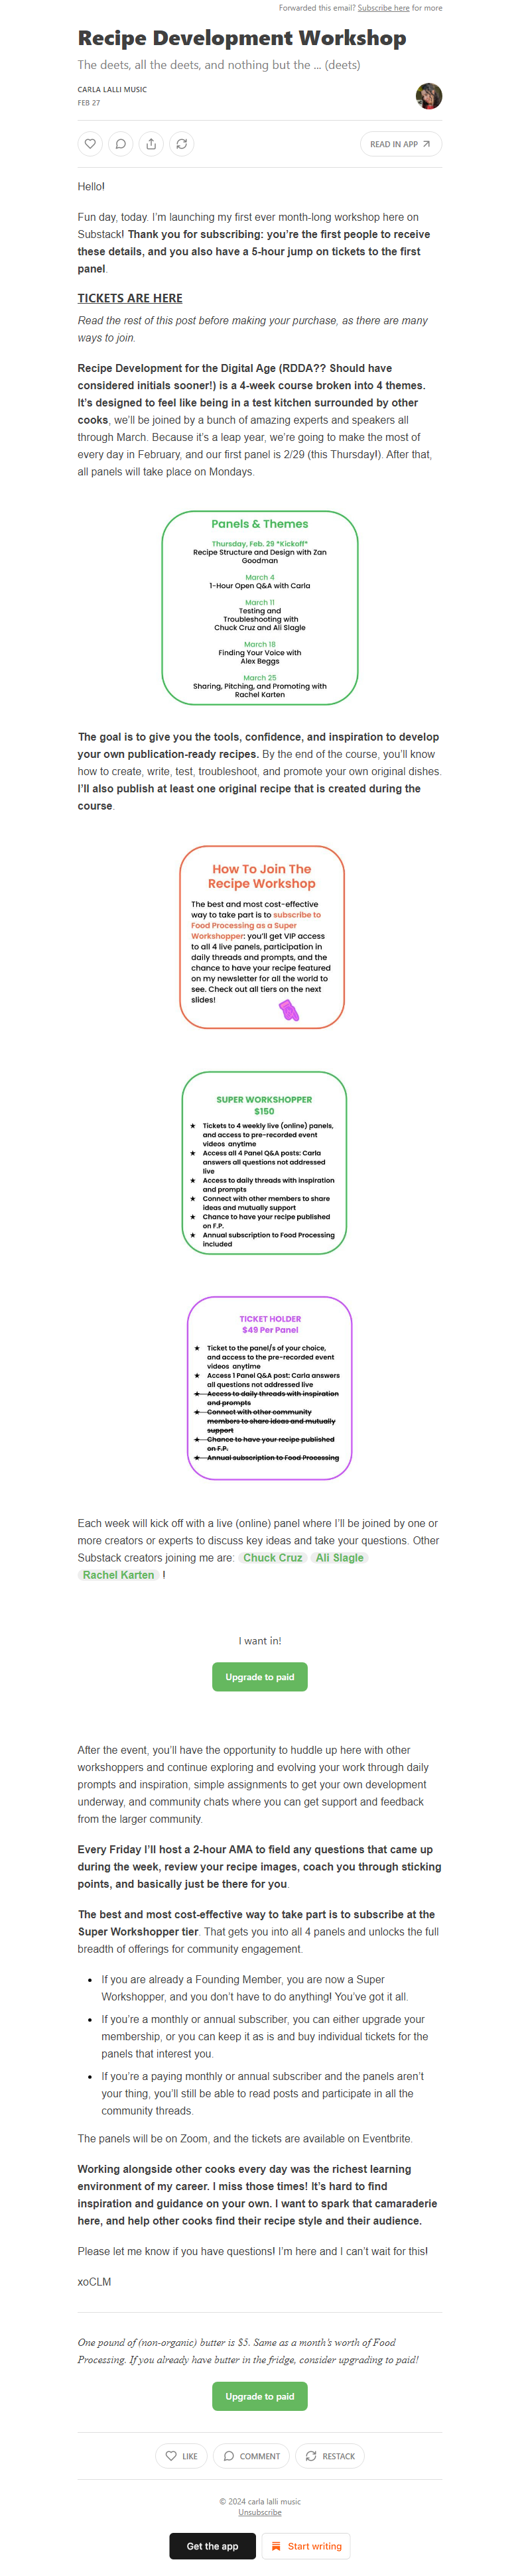 Forwarded this email? Subscribe here for more
Recipe Development Workshop
The deets, all the deets, and nothing but the ... (deets)
CARLA LALLI MUSIC
FEB 27
READ IN APP
Hello!
Fun day, today. I'm launching my first ever month-long workshop here on
Substack! Thank you for subscribing: you're the first people to receive
these details, and you also have a 5-hour jump on tickets to the first
panel.
TICKETS ARE HERE
Read the rest of this post before making your purchase, as there are many
ways to join.
Recipe Development for the Digital Age (RDDA?? Should have
considered initials sooner!) is a 4-week course broken into 4 themes.
It's designed to feel like being in a test kitchen surrounded by other
cooks, we'll be joined by a bunch of amazing experts and speakers all
through March. Because it's a leap year, we're going to make the most of
every day in February, and our first panel is 2/29 (this Thursday!). After that,
all panels will take place on Mondays.
Panels & Themes
Thursday, Feb. 29 *Kickoff*
Recipe Structure and Design with Zan
Goodman
March 4
1-Hour Open Q&A with Carla
March 11
Testing and
Troubleshooting with
Chuck Cruz and Ali Slagle
March 18
Finding Your Voice with
Alex Beggs
March 25
Sharing, Pitching, and Promoting with
Rachel Karten
The goal is to give you the tools, confidence, and inspiration to develop
your own publication-ready recipes. By the end of the course, you'll know
how to create, write, test, troubleshoot, and promote your own original dishes.
I'll also publish at least one original recipe that is created during the
course.
How To Join The
Recipe Workshop
The best and most cost-effective
way to take part is to subscribe to
Food Processing as a Super
Workshopper: you'll get VIP access
to all 4 live panels, participation in
daily threads and prompts, and the
chance to have your recipe featured
on my newsletter for all the world to
see. Check out all tiers on the next
slides!
SUPER WORKSHOPPER
$150
★ Tickets to 4 weekly live (online) panels,
and access to pre-recorded event
videos anytime
★ Access all 4 Panel Q&A posts: Carla
answers all questions not addressed
live
★ Access to daily threads with inspiration
and prompts
★ Connect with other members to share
ideas and mutually support
★ Chance to have your recipe published
on F.P.
★ Annual subscription to Food Processing
included
TICKET HOLDER
$49 Per Panel
★ Ticket to the panel/s of your choice,
and access to the pre-recorded event
videos anytime
★ Access 1 Panel Q&A post: Carla answers
all questions not addressed live
★ Access to daily threads with inspiration
and prompts
★ Connect with other community
members to share ideas and mutually
support
★ Chance to have your recipe published
on F.P.
★ Annual subscription to Food Processing
Each week will kick off with a live (online) panel where I'll be joined by one or
more creators or experts to discuss key ideas and take your questions. Other
Substack creators joining me are: Chuck Cruz Ali Slagle
Rachel Karten !
I want in!
Upgrade to paid
After the event, you'll have the opportunity to huddle up here with other
workshoppers and continue exploring and evolving your work through daily
prompts and inspiration, simple assignments to get your own development
underway, and community chats where you can get support and feedback
from the larger community.
Every Friday I'll host a 2-hour AMA to field any questions that came up
during the week, review your recipe images, coach you through sticking
points, and basically just be there for you.
The best and most cost-effective way to take part is to subscribe at the
Super Workshopper tier. That gets you into all 4 panels and unlocks the full
breadth of offerings for community engagement.
• If you are already a Founding Member, you are now a Super
Workshopper, and you don't have to do anything! You've got it all.
• If you're a monthly or annual subscriber, you can either upgrade your
membership, or you can keep it as is and buy individual tickets for the
panels that interest you.
• If you're a paying monthly or annual subscriber and the panels aren't
your thing, you'll still be able to read posts and participate in all the
community threads.
The panels will be on Zoom, and the tickets are available on Eventbrite.
Working alongside other cooks every day was the richest learning
environment of my career. I miss those times! It's hard to find
inspiration and guidance on your own. I want to spark that camaraderie
here, and help other cooks find their recipe style and their audience.
Please let me know if you have questions! I'm here and I can't wait for this!
xoCLM
One pound of (non-organic) butter is $5. Same as a month's worth of Food
Processing. If you already have butter in the fridge, consider upgrading to paid!
Upgrade to paid
LIKE COMMENT RESTACK
© 2024 carla lalli music
Unsubscribe
Get the app Start writing